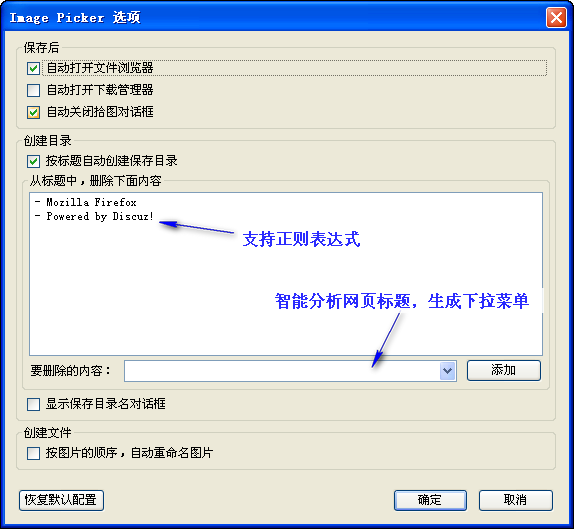 Image Picker 选项
保存后
自动打开文件浏览器
自动打开下载管理器
自动关闭拾图对话框
创建目录
按标题自动创建保存目录
从标题中，删除下面内容
- Mozilla Firefox
- Powered by Discuz!
支持正则表达式
智能分析网页标题，生成下拉菜单
要删除的内容：
添加
显示保存目录名对话框
创建文件
按图片的顺序，自动重命名图片
恢复默认配置
确定
取消